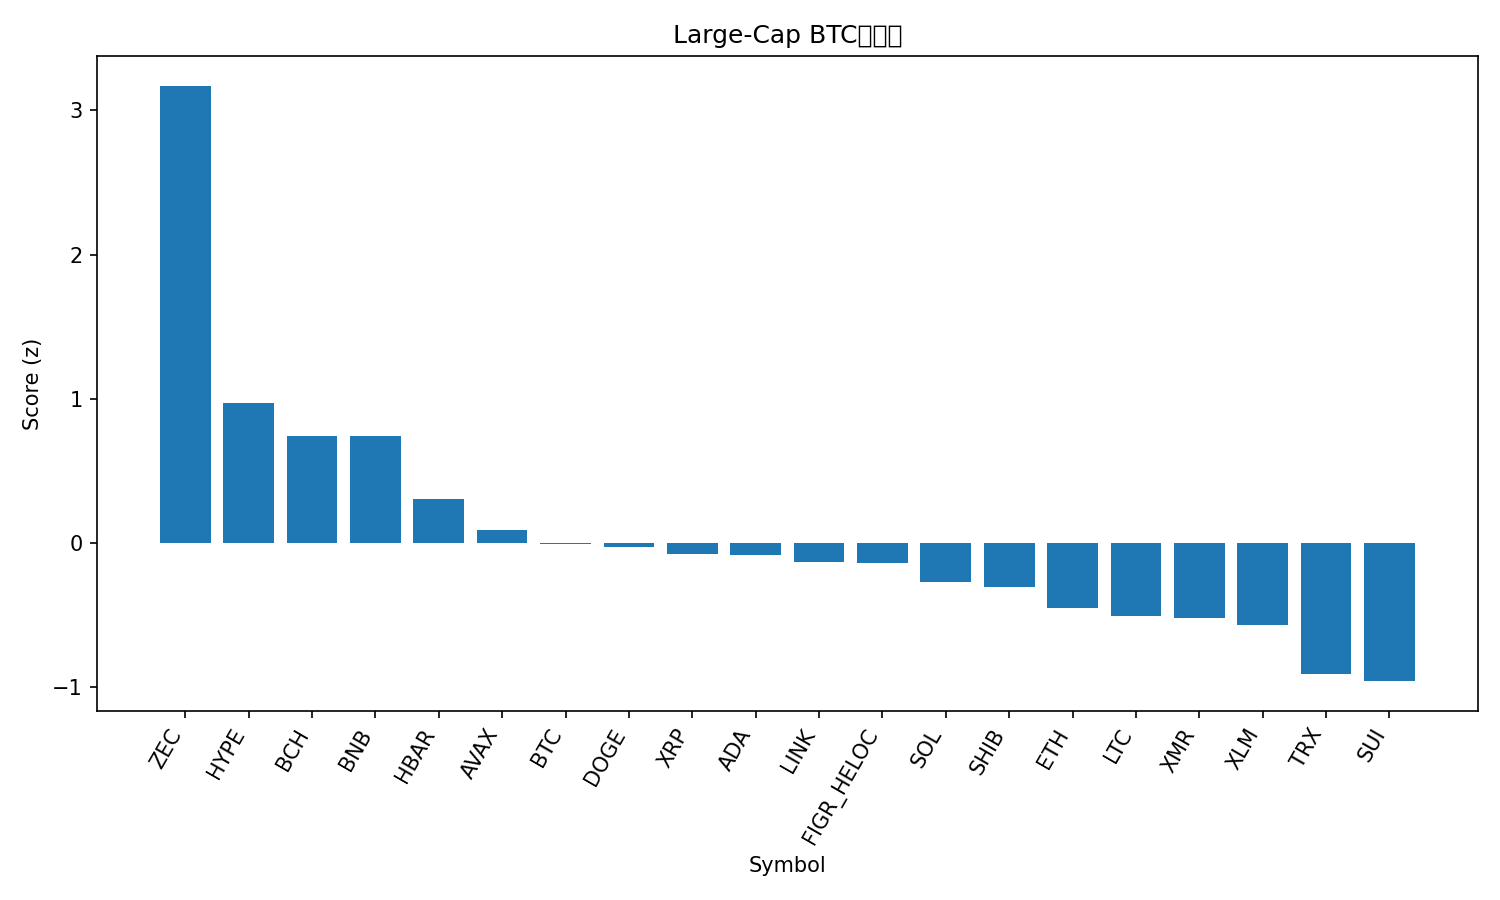 Large-Cap BTC
Score (z)
3
2
1
0
−1
ZEC
HYPE
BCH
BNB
HBAR
AVAX
BTC
DOGE
XRP
ADA
LINK
FIGR_HELOC
SOL
SHIB
ETH
LTC
XMR
XLM
TRX
SUI
Symbol